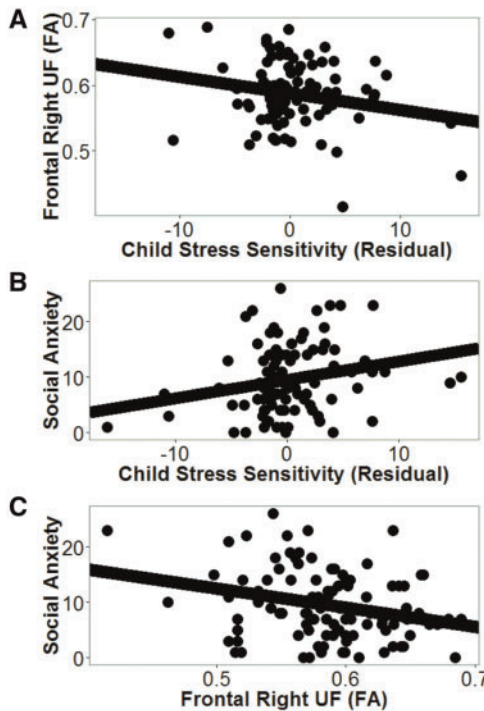 A
Frontal Right UF (FA)
0.7
0.6
0.5
-10
0
10
Child Stress Sensitivity (Residual)
B
Social Anxiety
20
10
0
-10
0
10
Child Stress Sensitivity (Residual)
C
Social Anxiety
20
10
0
0.5
0.6
0.7
Frontal Right UF (FA)